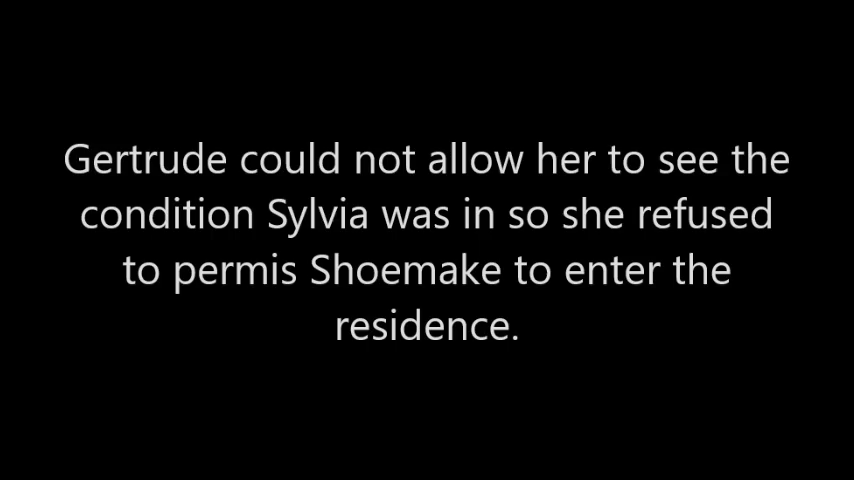 Gertrude could not allow her to see the
condition Sylvia was in so she refused
to permis Shoemake to enter the
residence.